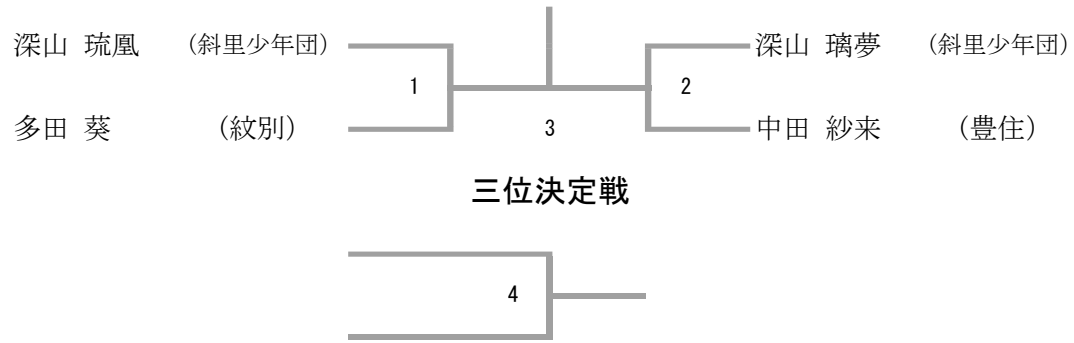 深山 琉凰 (斜里少年団)
深山 璃夢 (斜里少年団)
1
2
多田 葵 (紋別)
3
中田 紗来 (豊住)
三位決定戦
4